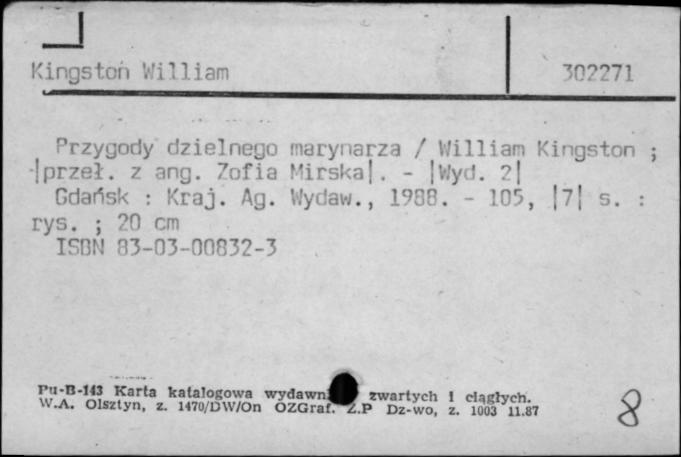 Kingston William 302271
Przygody dzielnego marynarza / William Kingston ;
|przeł. z ang. Zofia Mirska|. - |Wyd. 2|
Gdańsk : Kraj. Ag. Wydaw., 1988. - 105, |7| s. :
rys. ; 20 cm
ISBN 83-03-00832-3
Pu-B-143 Karta katalogowa zwartych i ciągłych.
W.A. Olsztyn, z. 1470/DW/On OZGraf. Z.P Dz-wo, z. 1003 11.87
8